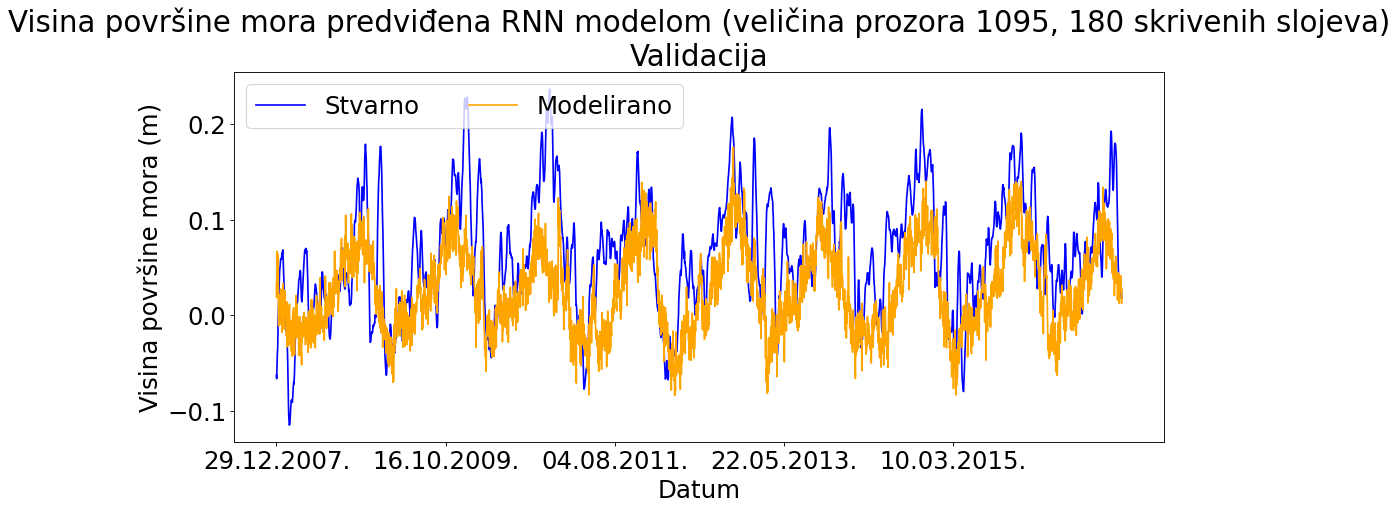 Visina površine mora predviđena RNN modelom (veličina prozora 1095, 180 skrivenih slojeva)
Validacija
Stvarno Modelirano
Visina površine mora (m)
0.2
0.1
0.0
−0.1
29.12.2007. 16.10.2009. 04.08.2011. 22.05.2013. 10.03.2015.
Datum